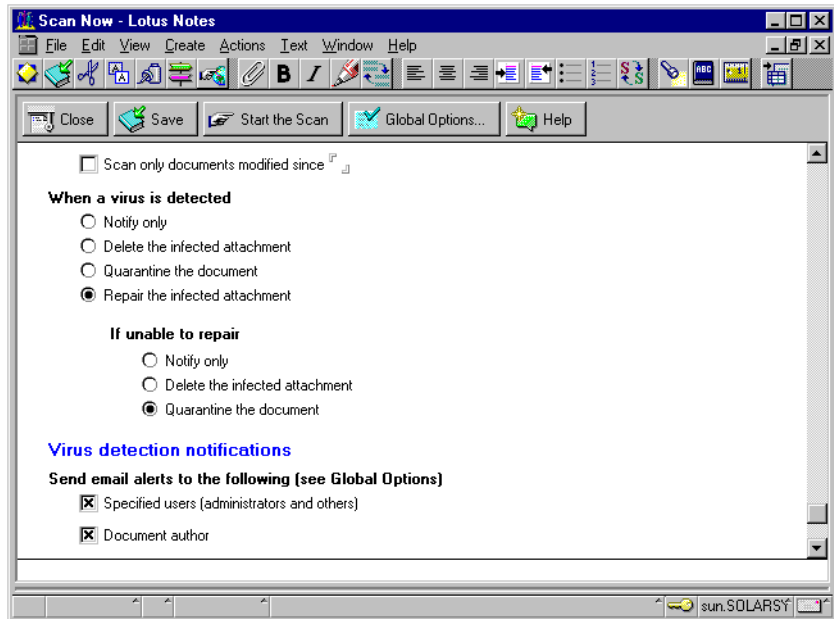 Scan Now - Lotus Notes
File Edit View Create Actions Text Window Help
Close Save Start the Scan Global Options... Help
Scan only documents modified since
When a virus is detected
Notify only
Delete the infected attachment
Quarantine the document
Repair the infected attachment
If unable to repair
Notify only
Delete the infected attachment
Quarantine the document
Virus detection notifications
Send email alerts to the following (see Global Options)
Specified users (administrators and others)
Document author
sun.SOLARSY